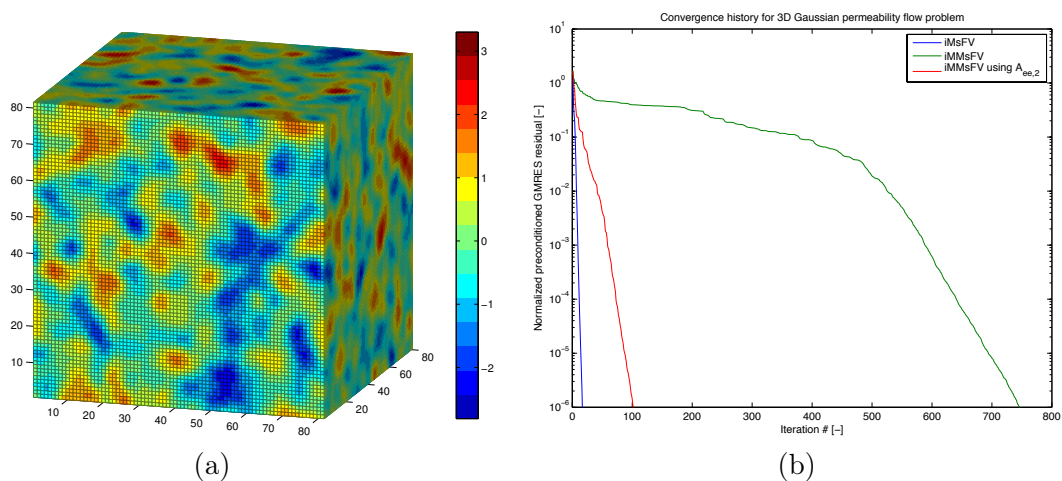 Convergence history for 3D Gaussian permeability flow problem
iMsFV
iMMsFV
iMMsFV using A_ee,2
3
2
1
0
−1
−2
80
70
60
50
40
30
20
10
10 20 30 40 50 60 70 80
20 40 60 80
Normalized preconditioned GMRES residual [-]
10^1
10^0
10^−1
10^−2
10^−3
10^−4
10^−5
10^−6
0 100 200 300 400 500 600 700 800
Iteration # [-]
(a)
(b)